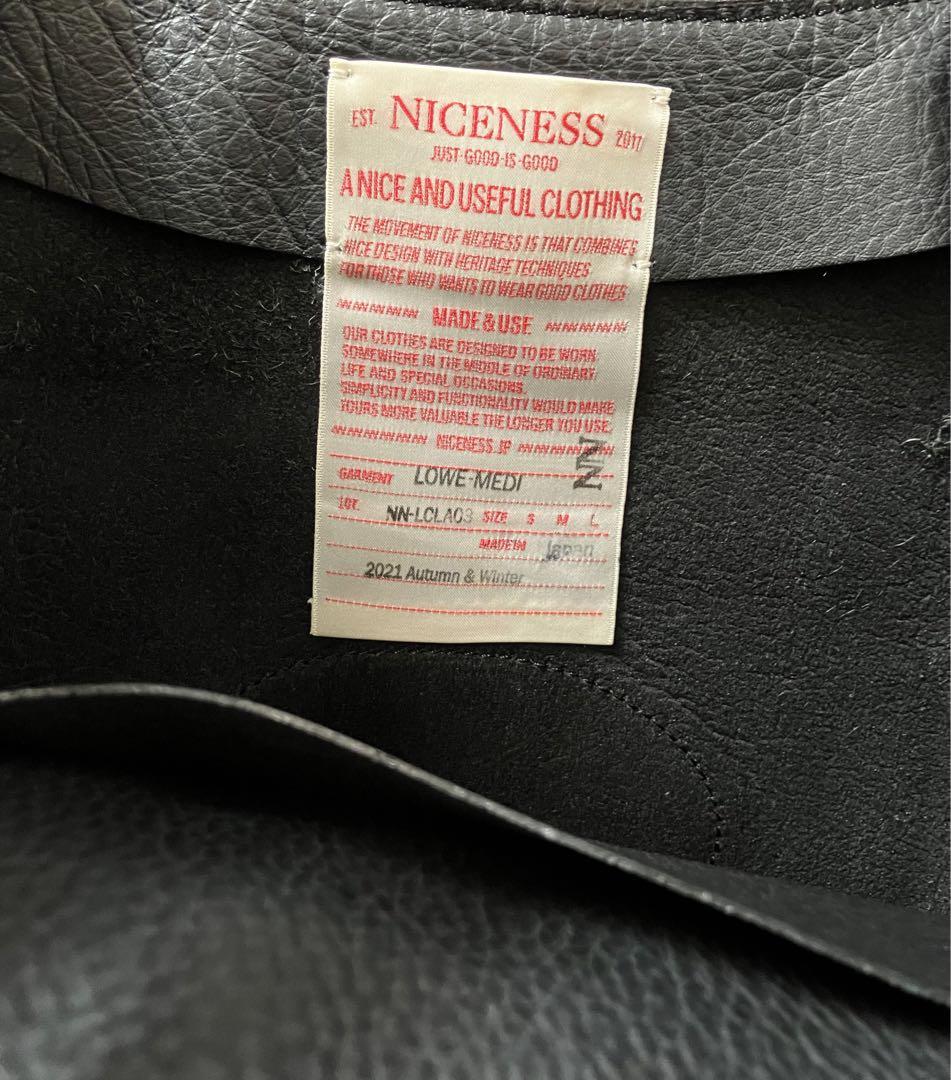 EST. NICENESS 2017
JUST-GOOD-IS-GOOD
A NICE AND USEFUL CLOTHING
THE MOVEMENT OF NICENESS IS THAT COMBINES
NICE DESIGN WITH HERITAGE TECHNIQUES
FOR THOSE WHO WANTS TO WEAR GOOD CLOTHES
MADE & USE
OUR CLOTHES ARE DESIGNED TO BE WORN
SOMEWHERE IN THE MIDDLE OF ORDINARY
LIFE AND SPECIAL OCCASIONS.
SIMPLICITY AND FUNCTIONALITY WOULD MAKE
YOURS MORE VALUABLE THE LONGER YOU USE.
NICENESS.JP
NN
GARMENT LOWE-MEDI
LOT. NN-LCLA03 SIZE S M L
MADE IN Japan
2021 Autumn & Winter